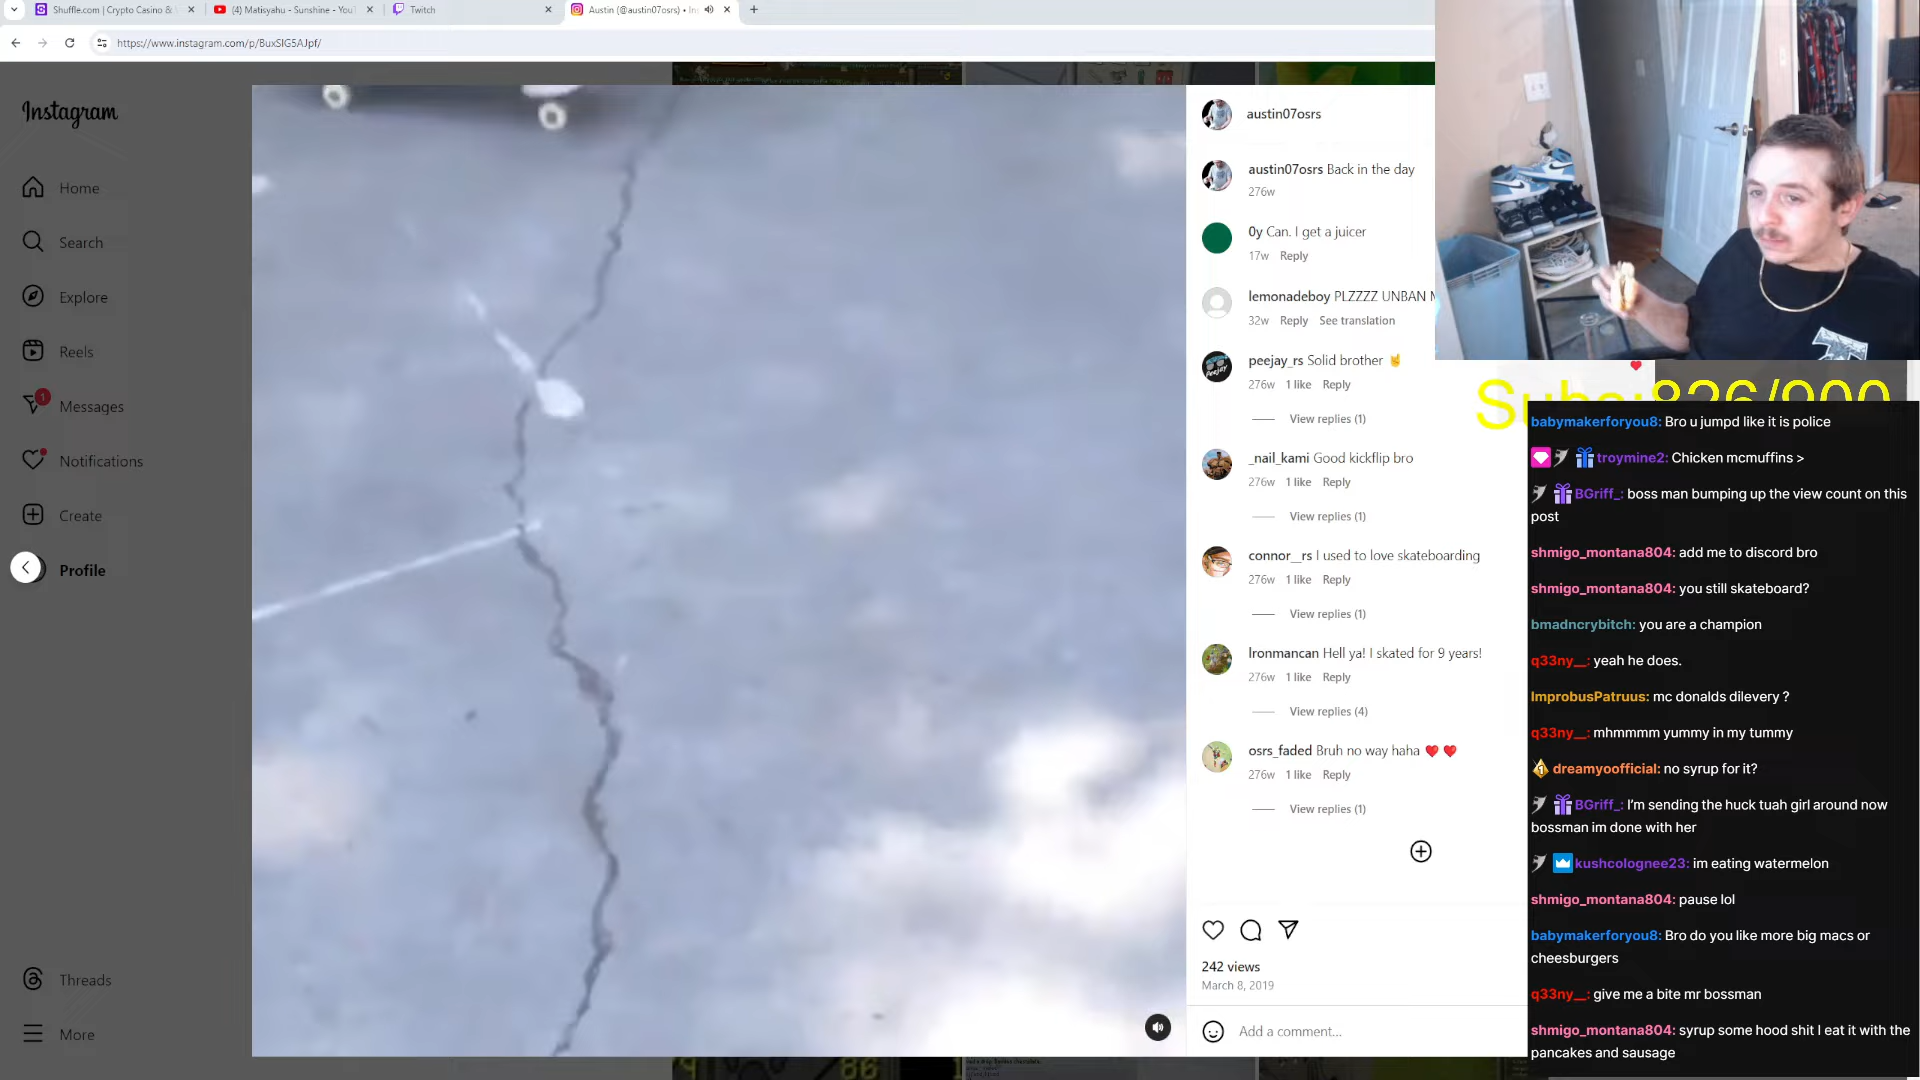 Shuffle.com | Crypto Casino &
(4) Matisyahu - Sunshine - You
Twitch
Austin (@austin07osrs) • In
https://www.instagram.com/p/BuxSIG5AJpf/
Instagram
Home
Search
Explore
Reels
1
Messages
Notifications
Create
Profile
Threads
More
austin07osrs
austin07osrs Back in the day
276w
0y Can. I get a juicer
17w Reply
lemonadeboy PLZZZZ UNBAN
32w Reply See translation
peejay_rs Solid brother 🤘
276w 1 like Reply
View replies (1)
_nail_kami Good kickflip bro
276w 1 like Reply
View replies (1)
connor__rs I used to love skateboarding
276w 1 like Reply
View replies (1)
Ironmancan Hell ya! I skated for 9 years!
276w 1 like Reply
View replies (4)
osrs_faded Bruh no way haha ❤️ ❤️
276w 1 like Reply
View replies (1)
242 views
March 8, 2019
Add a comment...
Subs: 826/900
babymakerforyou8: Bro u jumpd like it is police
troymine2: Chicken mcmuffins >
BGriff_: boss man bumping up the view count on this
post
shmigo_montana804: add me to discord bro
shmigo_montana804: you still skateboard?
bmadncrybitch: you are a champion
q33ny__: yeah he does.
ImprobusPatruus: mc donalds dilevery ?
q33ny__: mhmmmm yummy in my tummy
dreamyoofficial: no syrup for it?
BGriff_: I'm sending the huck tuah girl around now
bossman im done with her
kushcolognee23: im eating watermelon
shmigo_montana804: pause lol
babymakerforyou8: Bro do you like more big macs or
cheesburgers
q33ny__: give me a bite mr bossman
shmigo_montana804: syrup some hood shit I eat it with the
pancakes and sausage
86